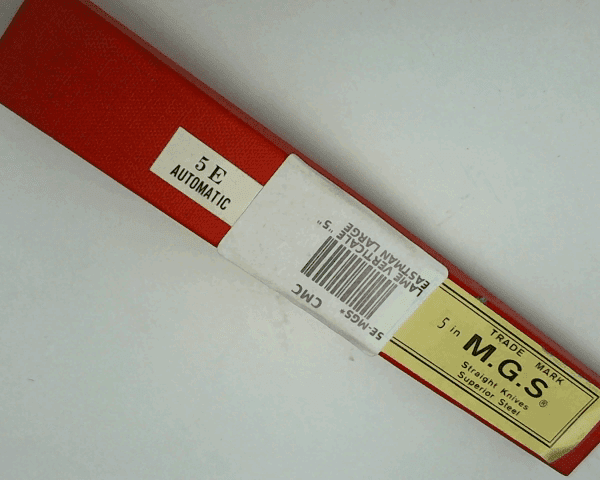 5 E
AUTOMATIC
CMC
5E-MGS*
LAME VERTICALE "5"
EASTMAN LARGE
5 in
TRADE MARK
M.G.S®
Straight Knives
Superior Steel